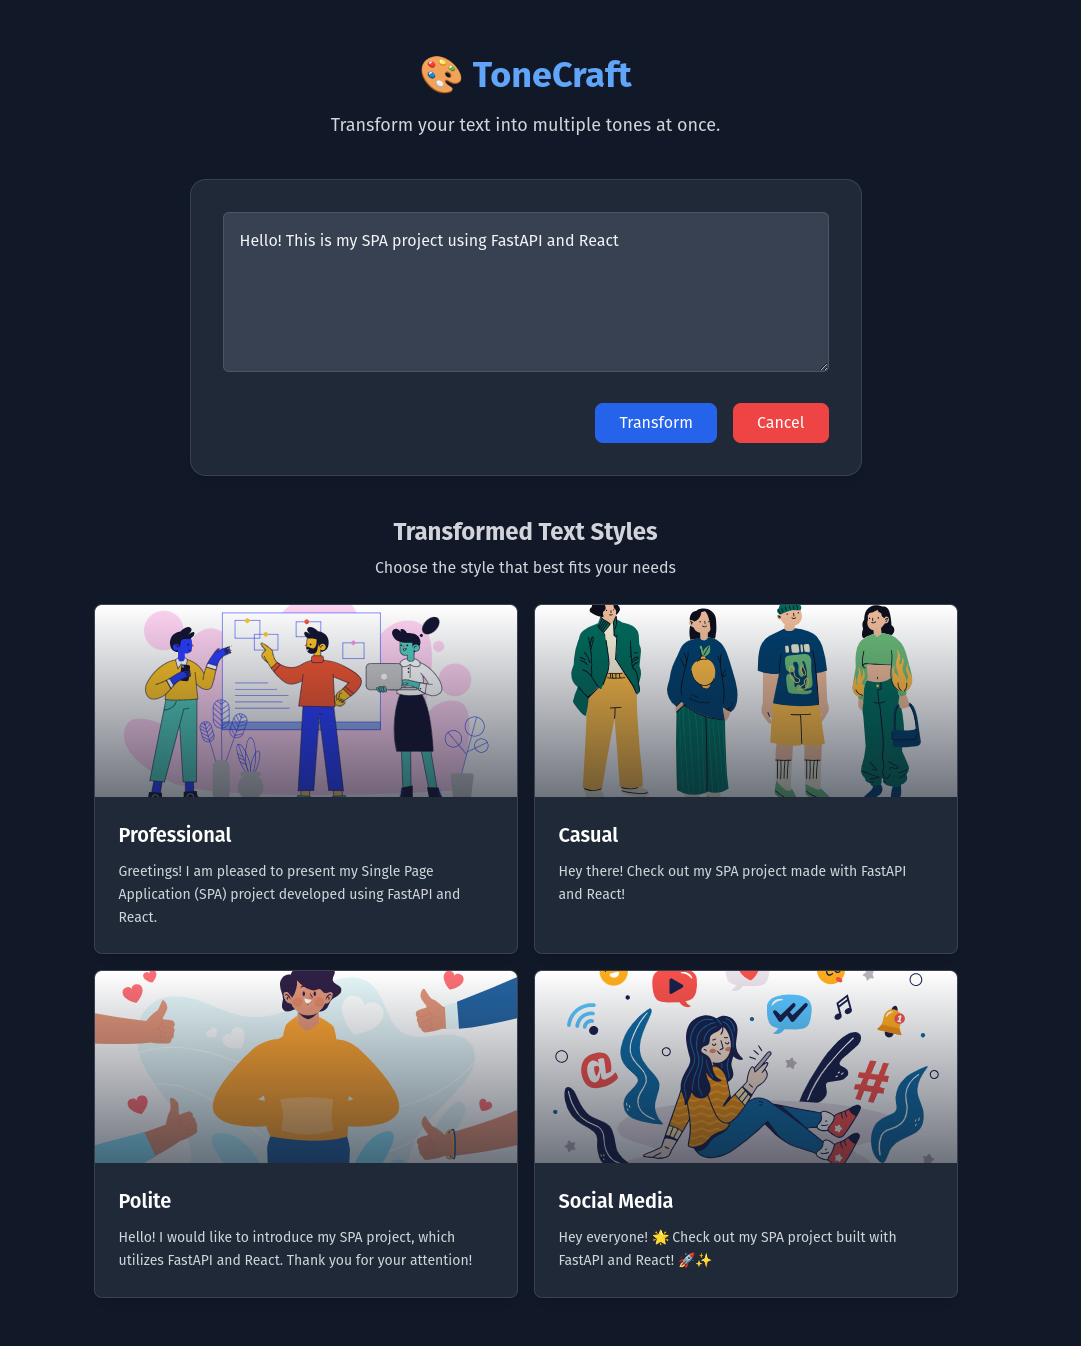 🎨 ToneCraft
Transform your text into multiple tones at once.
Hello! This is my SPA project using FastAPI and React
Transform
Cancel
Transformed Text Styles
Choose the style that best fits your needs
Professional
Greetings! I am pleased to present my Single Page
Application (SPA) project developed using FastAPI and
React.
Casual
Hey there! Check out my SPA project made with FastAPI
and React!
@
#
1
Polite
Hello! I would like to introduce my SPA project, which
utilizes FastAPI and React. Thank you for your attention!
Social Media
Hey everyone! 🌟 Check out my SPA project built with
FastAPI and React! 🚀✨